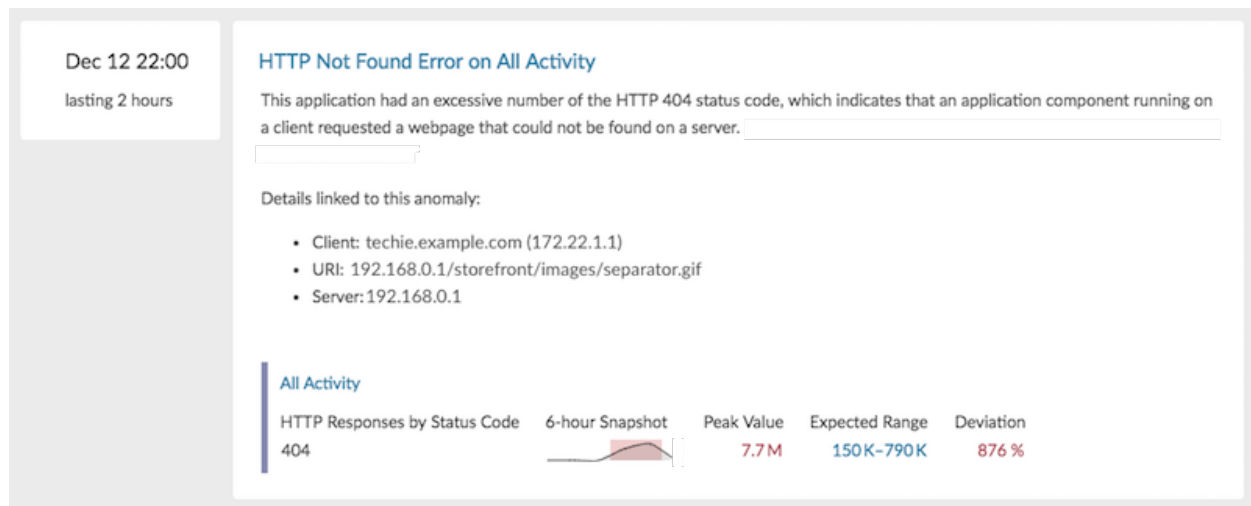 Dec 12 22:00
lasting 2 hours
HTTP Not Found Error on All Activity
This application had an excessive number of the HTTP 404 status code, which indicates that an application component running on
a client requested a webpage that could not be found on a server.
Details linked to this anomaly:
• Client: techie.example.com (172.22.1.1)
• URI: 192.168.0.1/storefront/images/separator.gif
• Server:192.168.0.1
All Activity
HTTP Responses by Status Code 6-hour Snapshot Peak Value Expected Range Deviation
404 7.7 M 150 K–790 K 876 %